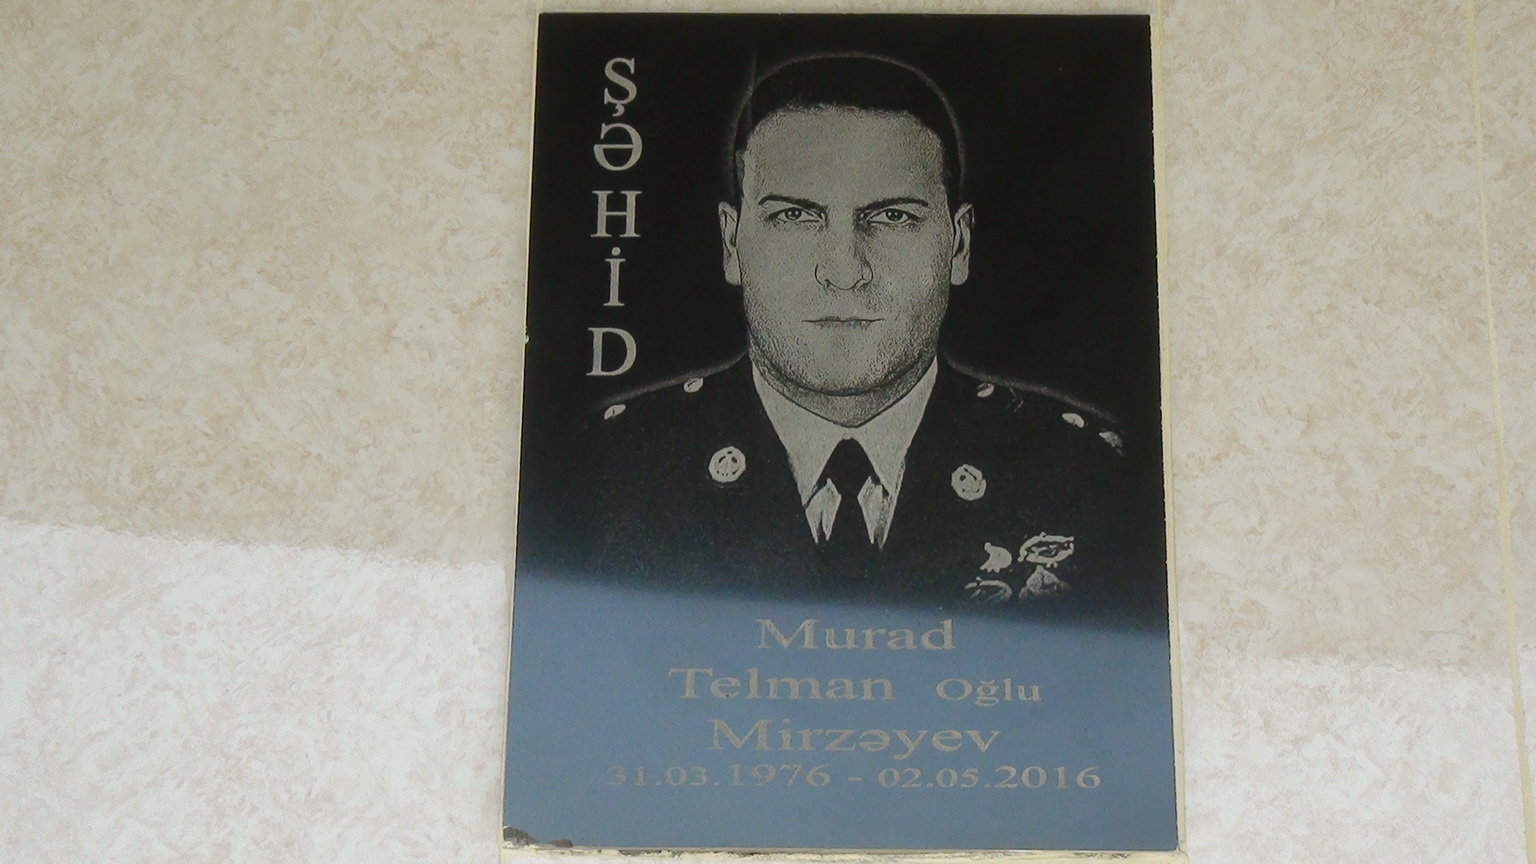 ŞƏHİD
Murad
Telman Oğlu
Mirzəyev
31.03.1976 - 02.05.2016